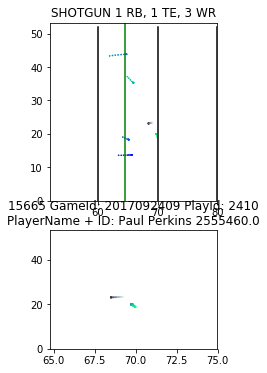 SHOTGUN 1 RB, 1 TE, 3 WR
50
40
30
20
10
0
60 70 80
15665 GameId: 2017092409 PlayId: 2410
PlayerName + ID: Paul Perkins 2555460.0
40
20
0
65.0 67.5 70.0 72.5 75.0